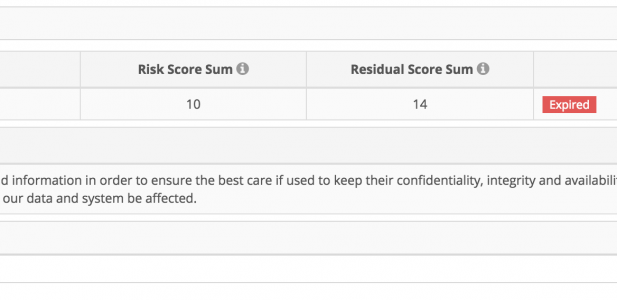 Risk Score Sum Residual Score Sum
10 14 Expired
d information in order to ensure the best care if used to keep their confidentiality, integrity and availabili
our data and system be affected.